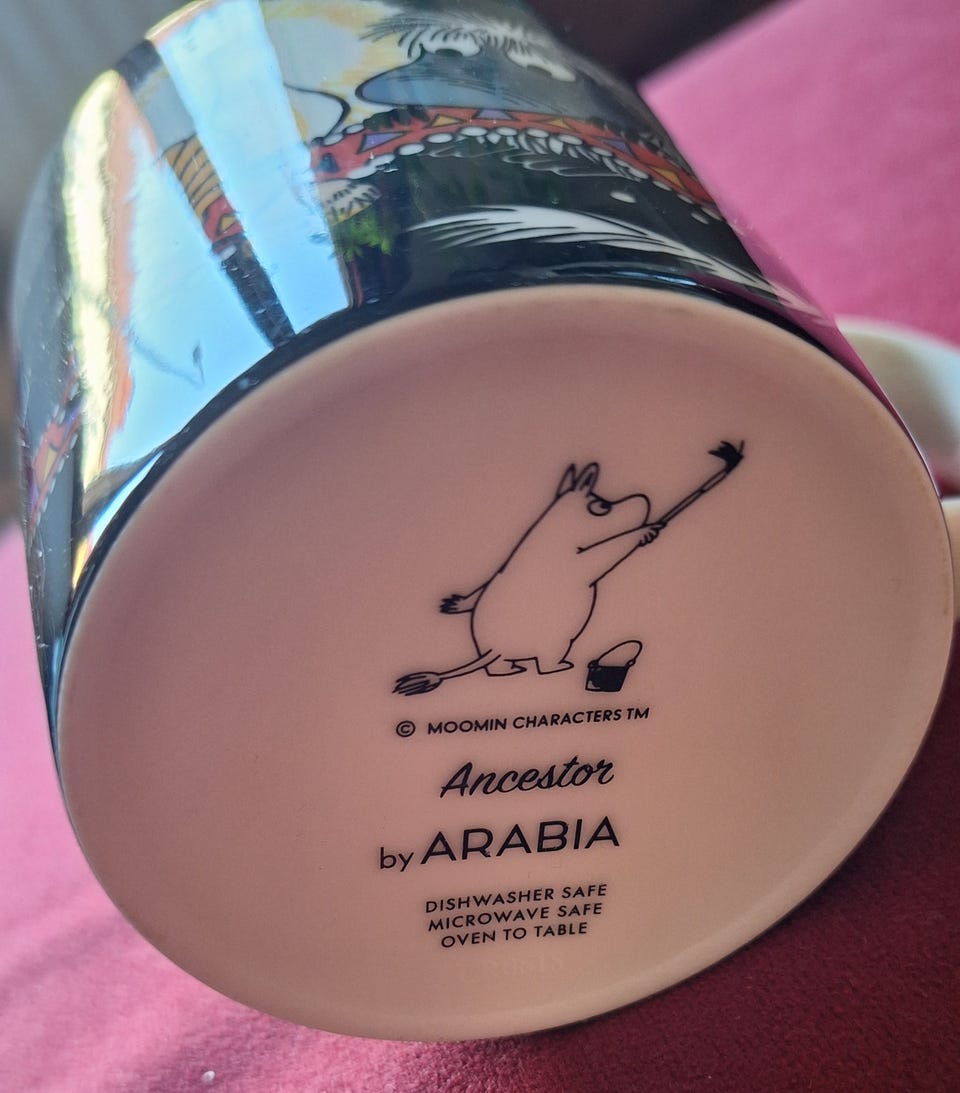 © MOOMIN CHARACTERS TM
Ancestor
by ARABIA
DISHWASHER SAFE
MICROWAVE SAFE
OVEN TO TABLE